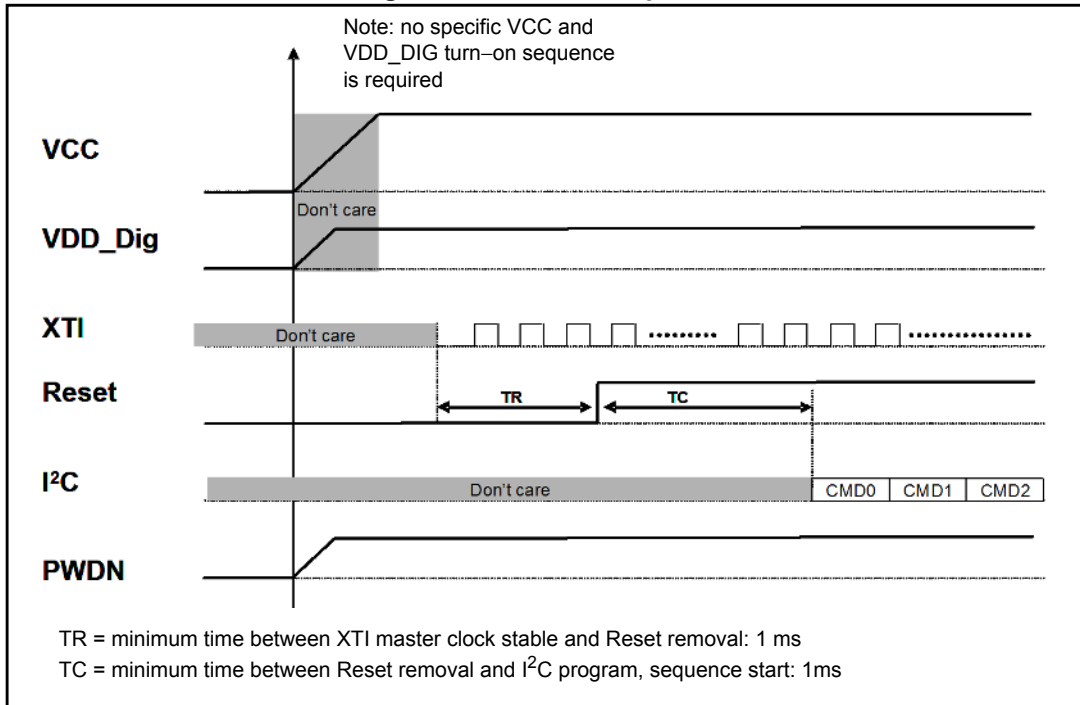 Note: no specific VCC and
VDD_DIG turn–on sequence
is required
VCC
Don't care
VDD_Dig
XTI
Don't care
Reset
TR
TC
I²C
Don't care
CMD0
CMD1
CMD2
PWDN
TR = minimum time between XTI master clock stable and Reset removal: 1 ms
TC = minimum time between Reset removal and I²C program, sequence start: 1ms